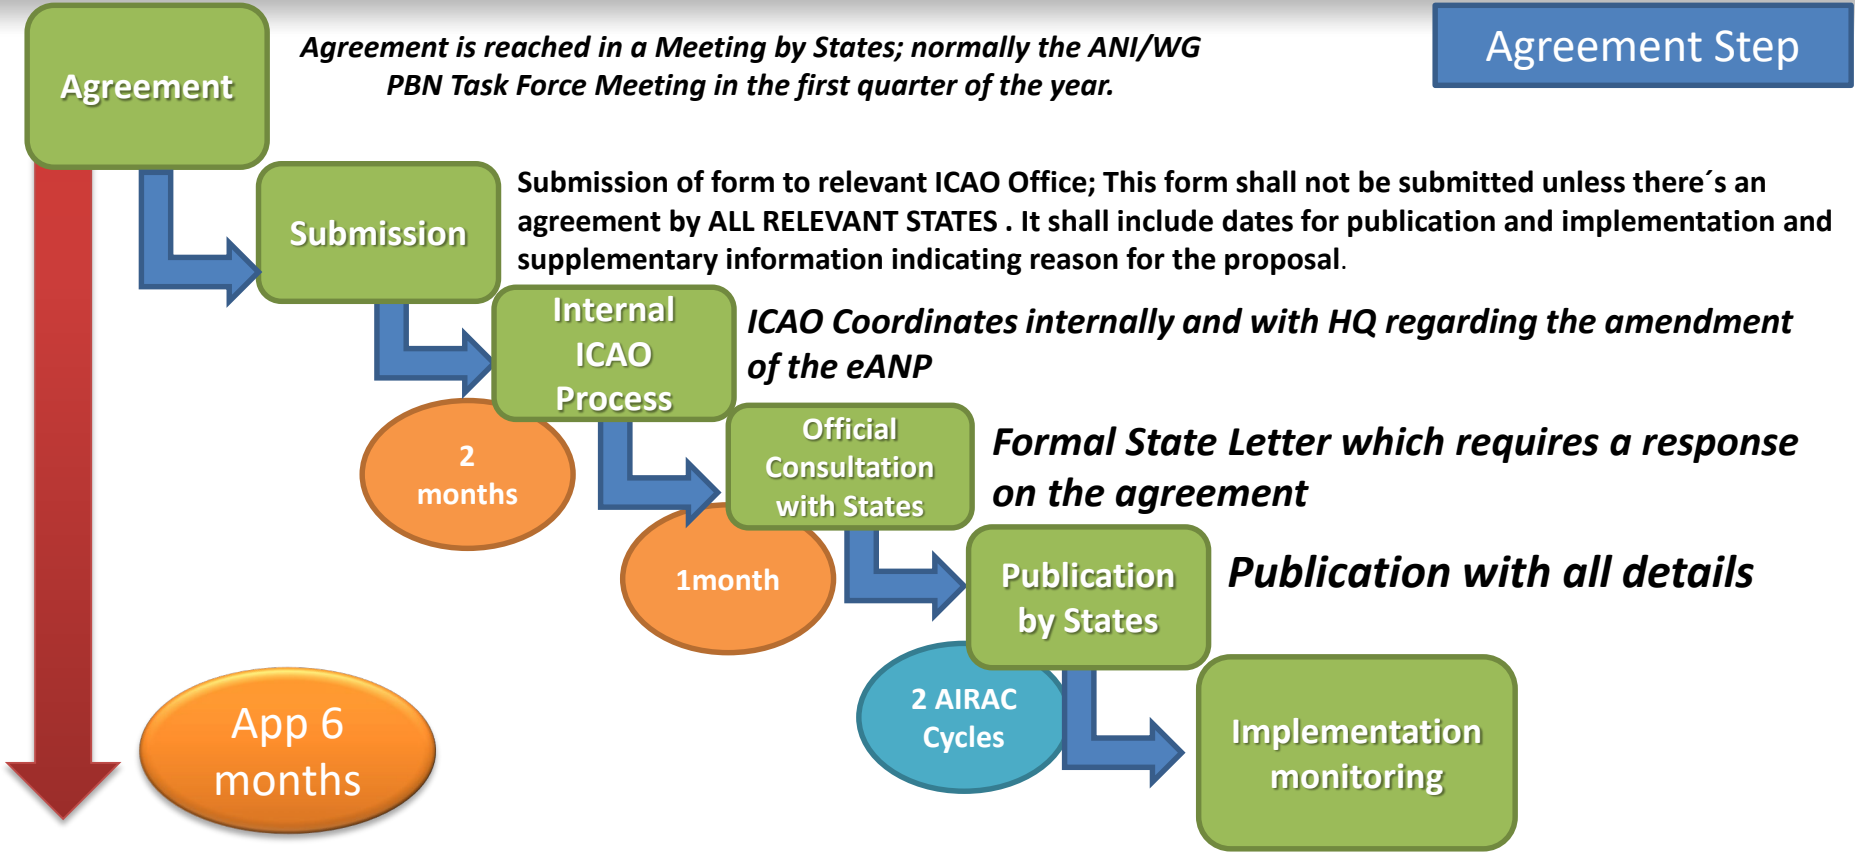 Agreement
Agreement is reached in a Meeting by States; normally the ANI/WG
PBN Task Force Meeting in the first quarter of the year.
Agreement Step
Submission
Submission of form to relevant ICAO Office; This form shall not be submitted unless there´s an
agreement by ALL RELEVANT STATES . It shall include dates for publication and implementation and
supplementary information indicating reason for the proposal.
Internal
ICAO
Process
ICAO Coordinates internally and with HQ regarding the amendment
of the eANP
2
months
Official
Consultation
with States
Formal State Letter which requires a response
on the agreement
1month
Publication
by States
Publication with all details
2 AIRAC
Cycles
Implementation
monitoring
App 6
months